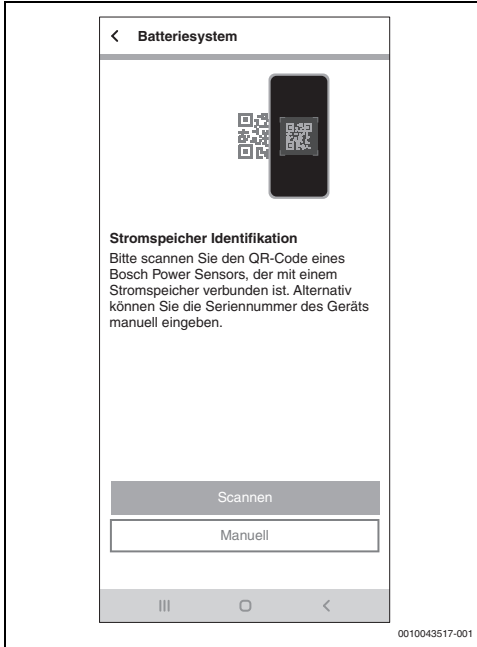 Batteriesystem
Stromspeicher Identifikation
Bitte scannen Sie den QR-Code eines
Bosch Power Sensors, der mit einem
Stromspeicher verbunden ist. Alternativ
können Sie die Seriennummer des Geräts
manuell eingeben.
Scannen
Manuell
0010043517-001